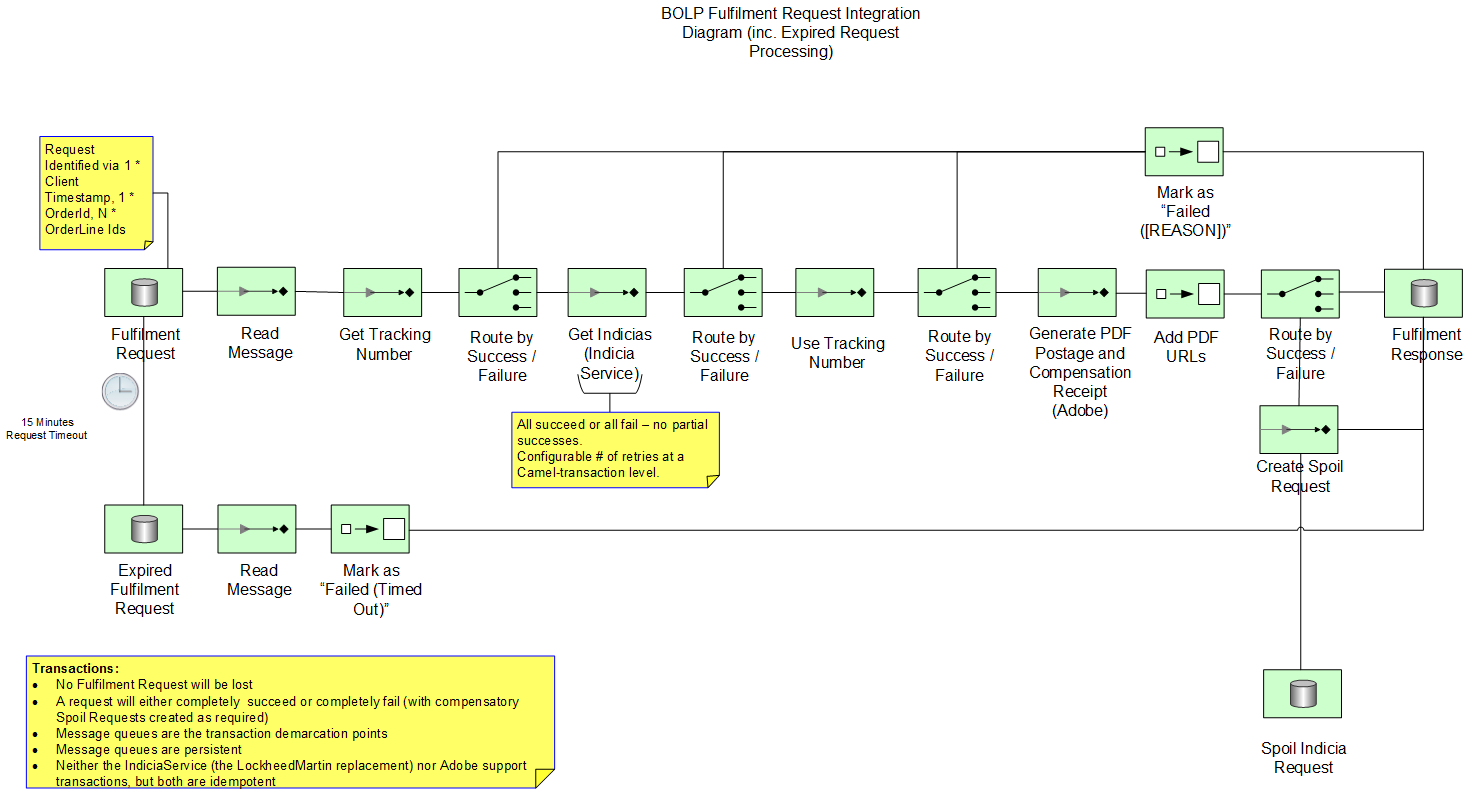 BOLP Fulfilment Request Integration
Diagram (inc. Expired Request
Processing)
Request
Identified via 1 *
Client
Timestamp, 1 *
OrderId, N *
OrderLine Ids
Mark as
“Failed
([REASON])”
Fulfilment
Request
Read
Message
Get Tracking
Number
Route by
Success /
Failure
Get Indicias
(Indicia
Service)
Route by
Success /
Failure
Use Tracking
Number
Route by
Success /
Failure
Generate PDF
Postage and
Compensation
Receipt
(Adobe)
Add PDF
URLs
Route by
Success /
Failure
Fulfilment
Response
15 Minutes
Request Timeout
All succeed or all fail – no partial
successes.
Configurable # of retries at a
Camel-transaction level.
Create Spoil
Request
Expired
Fulfilment
Request
Read
Message
Mark as
“Failed (Timed
Out)”
Transactions:
• No Fulfilment Request will be lost
• A request will either completely succeed or completely fail (with compensatory
Spoil Requests created as required)
• Message queues are the transaction demarcation points
• Message queues are persistent
• Neither the IndiciaService (the LockheedMartin replacement) nor Adobe support
transactions, but both are idempotent
Spoil Indicia
Request